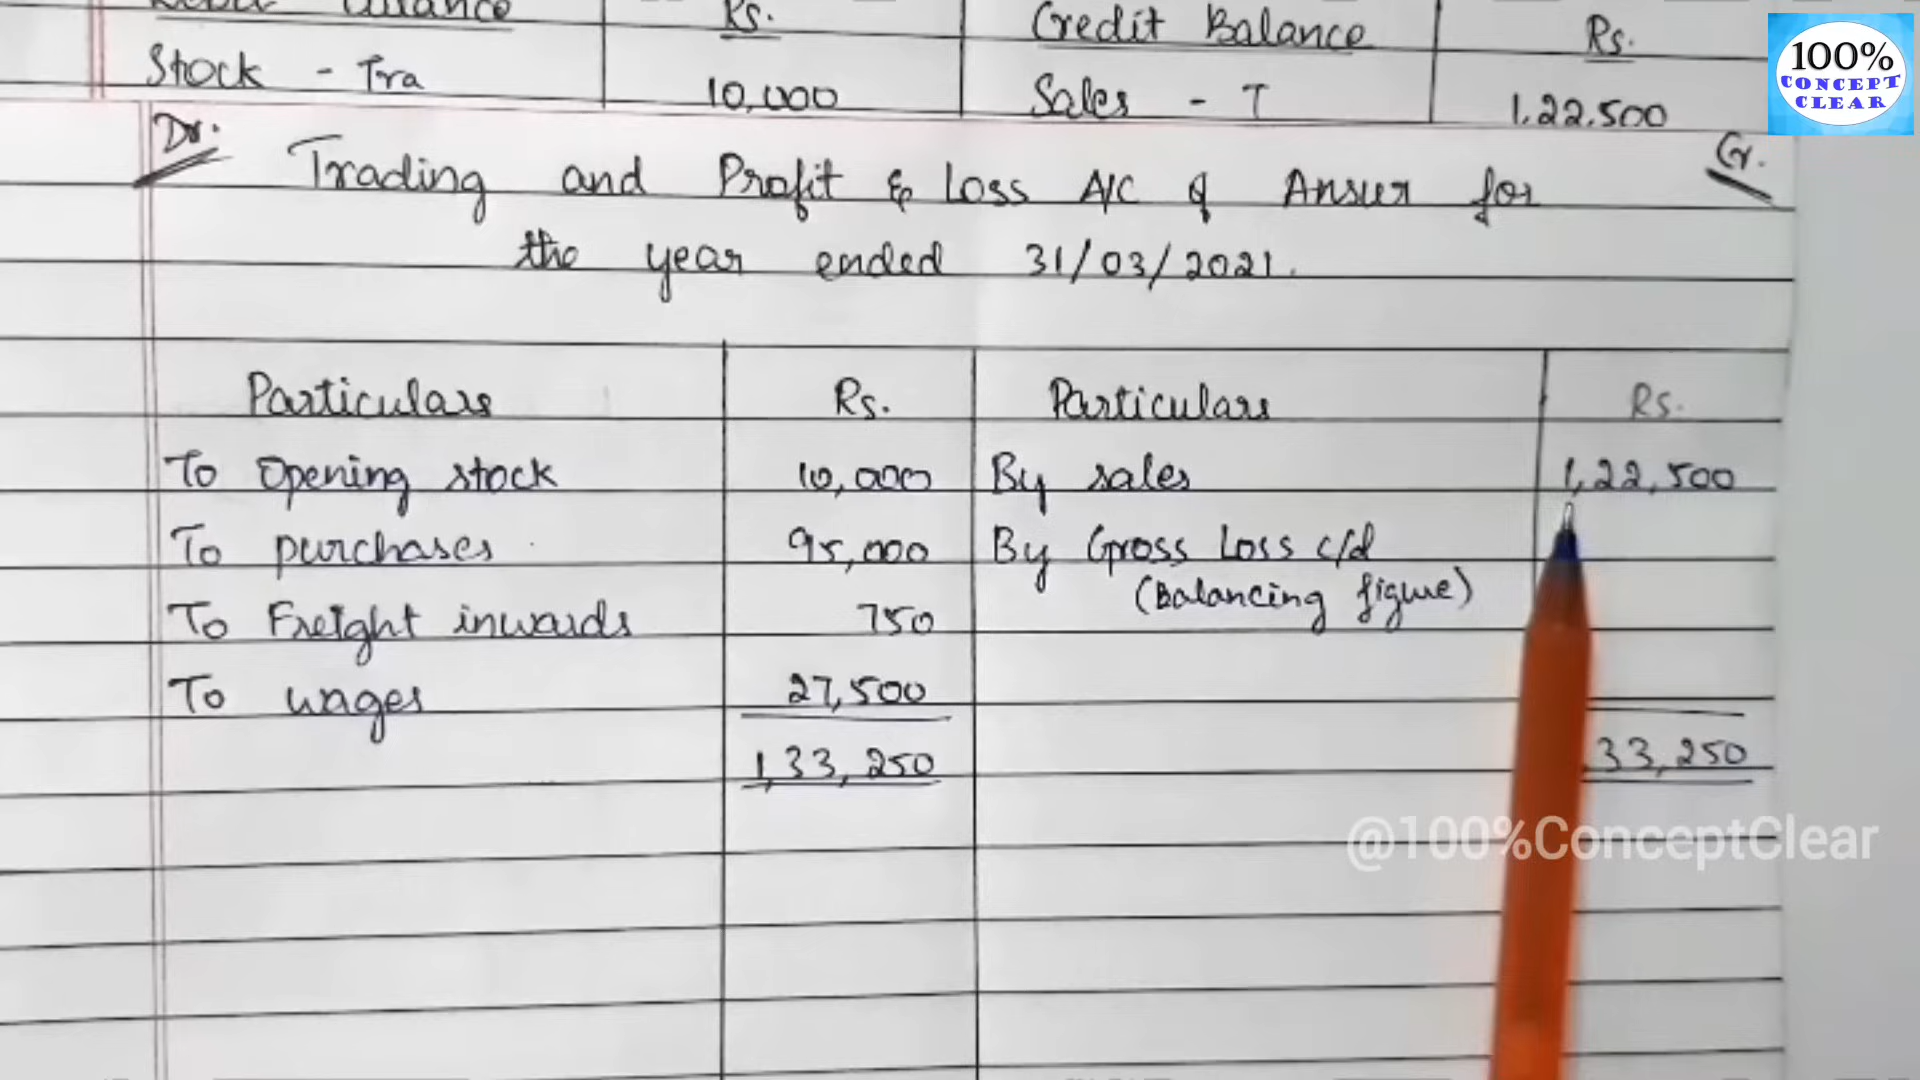 Rs. Credit Balance Rs.
Stock - Tra 10,000 Sales - T 1,22,500
100%
CONCEPT
CLEAR
Dr. Cr.
Trading and Profit & Loss A/C of for
the year ended 31/03/2021.
Particulars Rs. Particulars Rs.
To Opening stock 10,000 By sales 1,22,500
To purchases 95,000 By Gross Loss c/d
(Balancing figure)
To Freight inwards 750
To wages 27,500
1,33,250 33,250
@100%ConceptClear